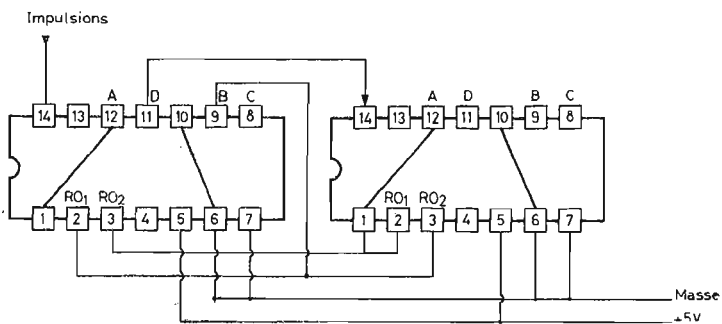 Impulsions
A D B C A D B C
14 13 12 11 10 9 8 14 13 12 11 10 9 8
RO1 RO2 RO1 RO2
1 2 3 4 5 6 7 1 2 3 4 5 6 7
Masse
+5V